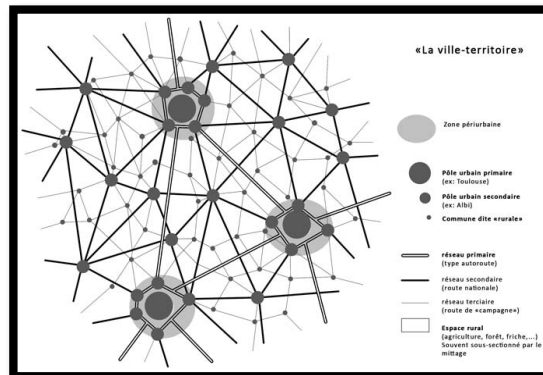 «La ville-territoire»
Zone périurbaine
Pôle urbain primaire
(ex: Toulouse)
Pôle urbain secondaire
(ex: Albi)
Commune dite «rurale»
réseau primaire
(type autoroute)
réseau secondaire
(route nationale)
réseau terciaire
(route de «campagne»)
Espace rural
(agriculture, forêt, friche,...)
Souvent sous-sectionné par le
mittage